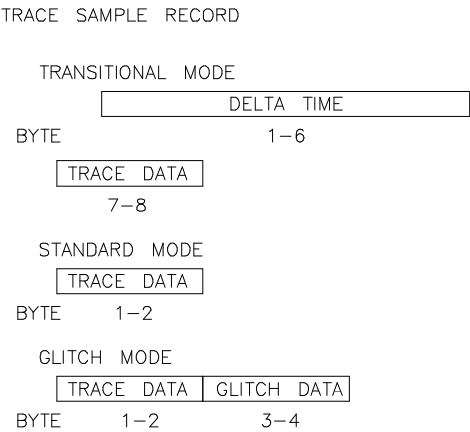 TRACE SAMPLE RECORD
TRANSITIONAL MODE
DELTA TIME
BYTE 1-6
TRACE DATA
7-8
STANDARD MODE
TRACE DATA
BYTE 1-2
GLITCH MODE
TRACE DATA GLITCH DATA
BYTE 1-2 3-4